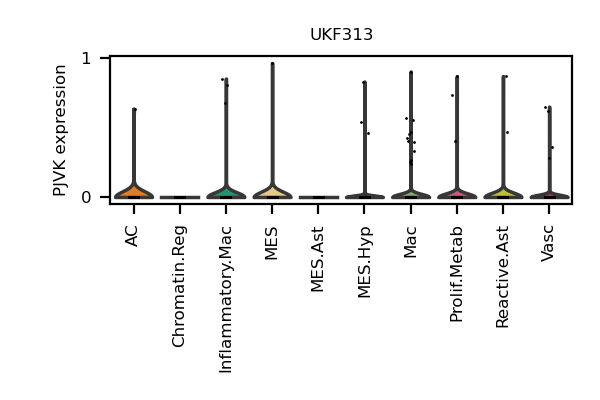 UKF313
PJVK expression
1
0
AC
Chromatin.Reg
Inflammatory.Mac
MES
MES.Ast
MES.Hyp
Mac
Prolif.Metab
Reactive.Ast
Vasc